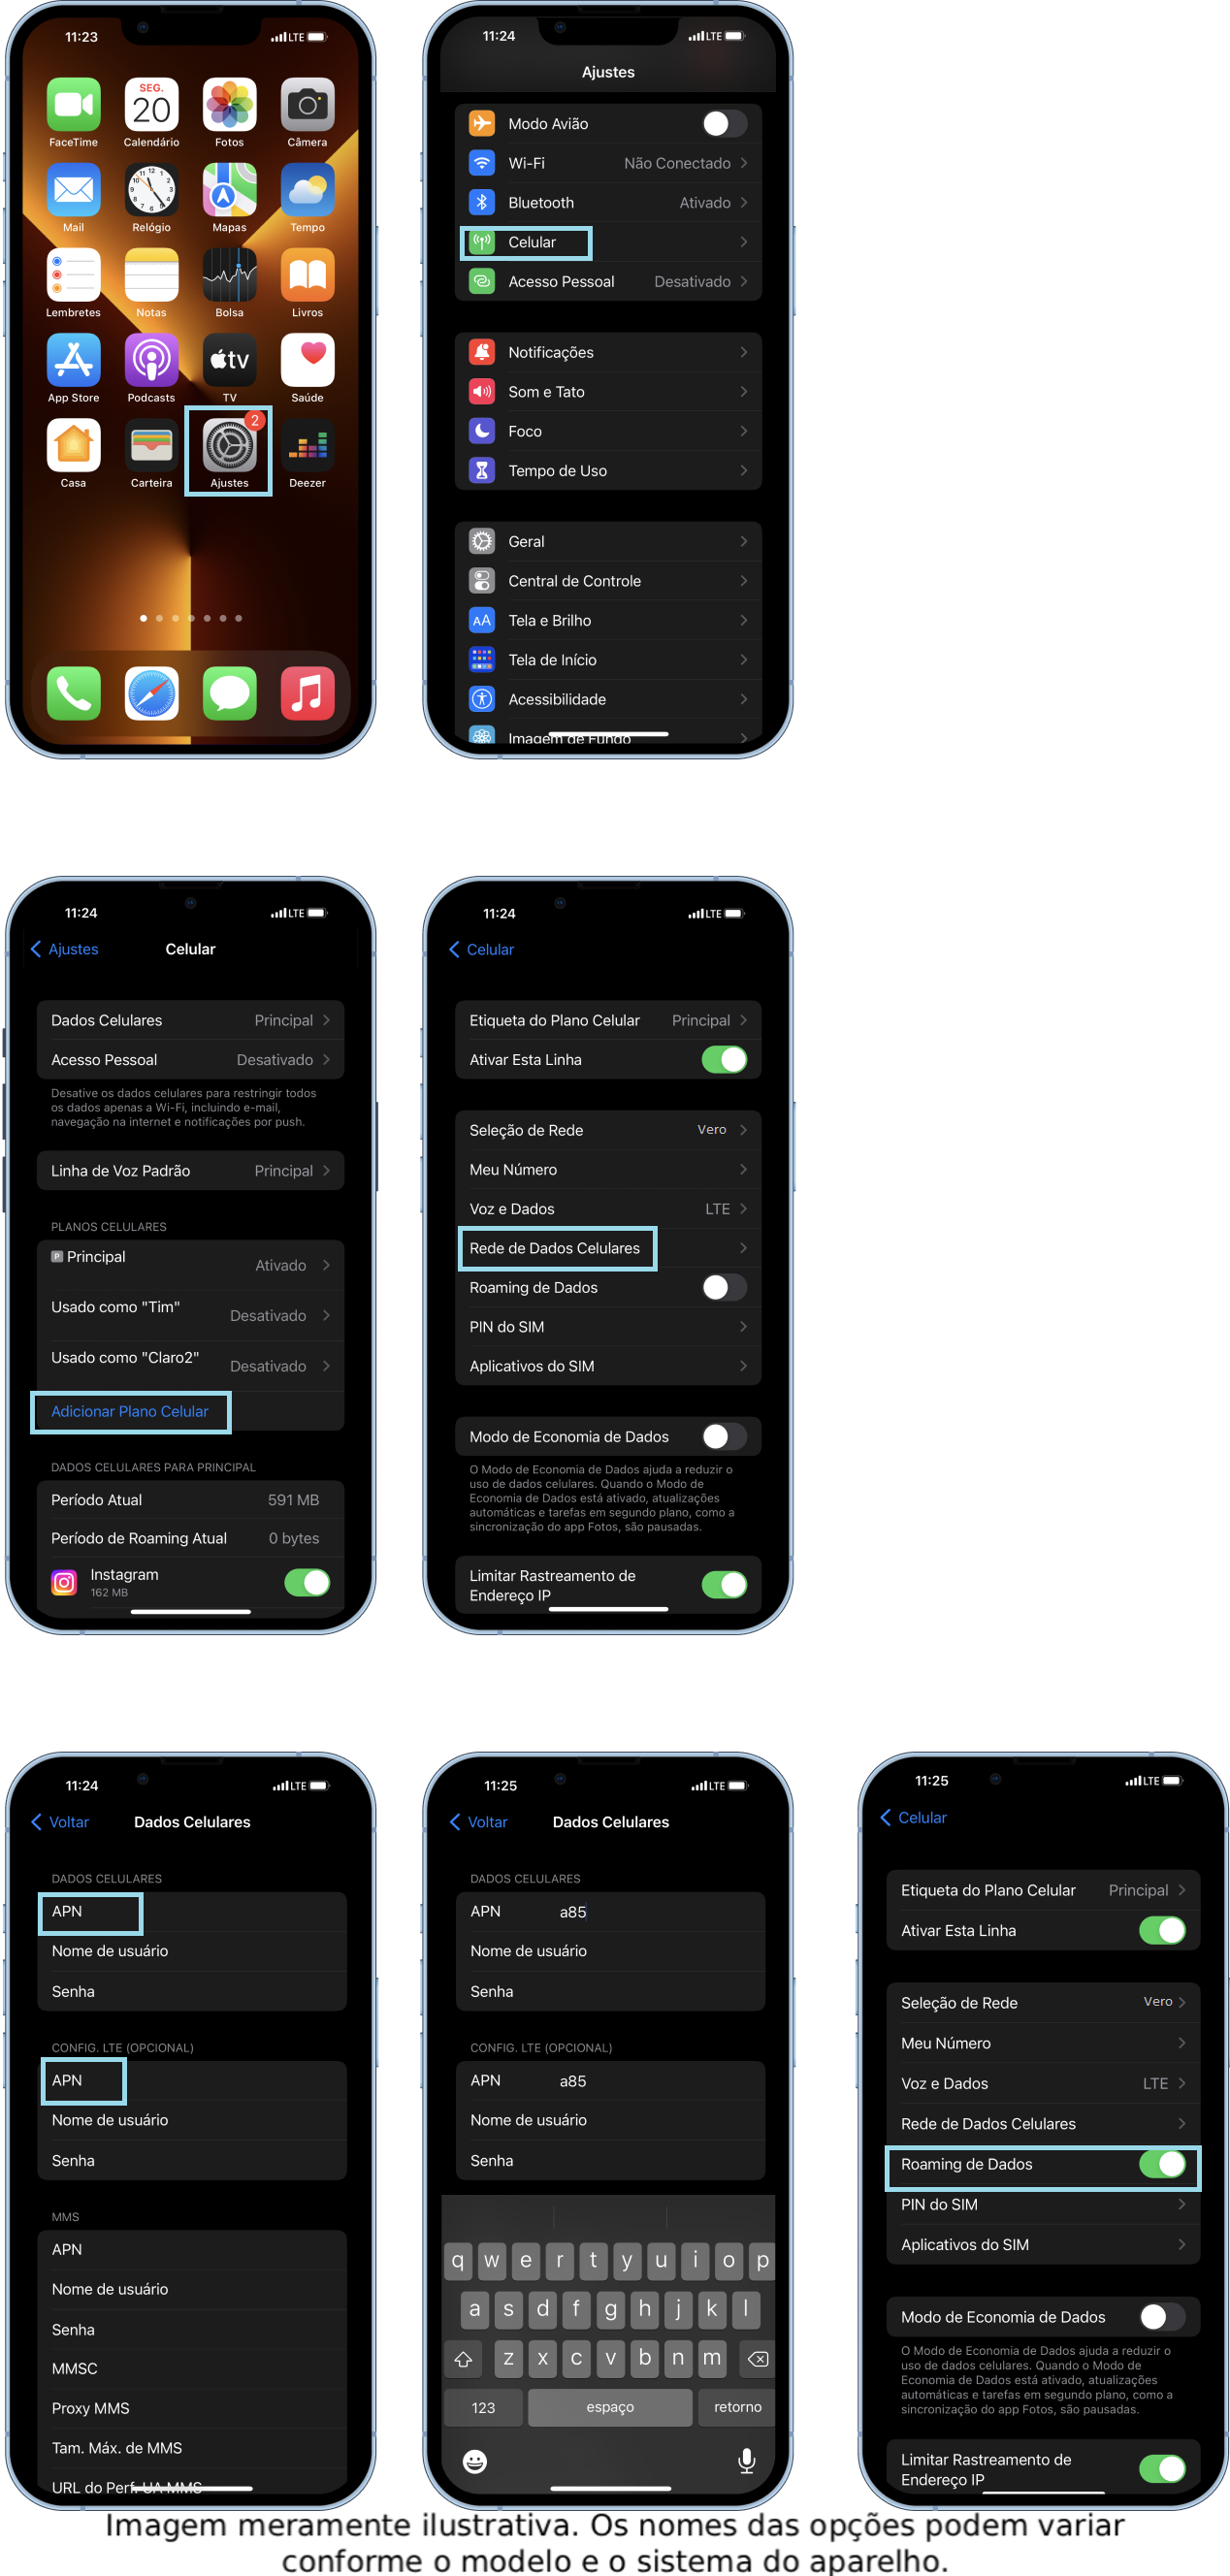 11:23
LTE
SEG.
20
FaceTime
Calendário
Fotos
Câmera
Mail
Relógio
Mapas
Tempo
Lembretes
Notas
Bolsa
Livros
tv
App Store
Podcasts
TV
Saúde
2
Casa
Carteira
Ajustes
Deezer
11:24
LTE
Ajustes
Modo Avião
Wi-Fi Não Conectado
Bluetooth Ativado
Celular
Acesso Pessoal Desativado
Notificações
Som e Tato
Foco
Tempo de Uso
Geral
Central de Controle
AA Tela e Brilho
Tela de Início
Acessibilidade
Imagem de Fundo
11:24
LTE
Ajustes Celular
Dados Celulares Principal
Acesso Pessoal Desativado
Desative os dados celulares para restringir todos
os dados apenas a Wi-Fi, incluindo e-mail,
navegação na internet e notificações por push.
Linha de Voz Padrão Principal
PLANOS CELULARES
P Principal Ativado
Usado como "Tim" Desativado
Usado como "Claro2" Desativado
Adicionar Plano Celular
DADOS CELULARES PARA PRINCIPAL
Período Atual 591 MB
Período de Roaming Atual 0 bytes
Instagram
162 MB
11:24
LTE
Celular
Etiqueta do Plano Celular Principal
Ativar Esta Linha
Seleção de Rede Vero
Meu Número
Voz e Dados LTE
Rede de Dados Celulares
Roaming de Dados
PIN do SIM
Aplicativos do SIM
Modo de Economia de Dados
O Modo de Economia de Dados ajuda a reduzir o
uso de dados celulares. Quando o Modo de
Economia de Dados está ativado, atualizações
automáticas e tarefas em segundo plano, como a
sincronização do app Fotos, são pausadas.
Limitar Rastreamento de
Endereço IP
11:24
LTE
Voltar Dados Celulares
DADOS CELULARES
APN
Nome de usuário
Senha
CONFIG. LTE (OPCIONAL)
APN
Nome de usuário
Senha
MMS
APN
Nome de usuário
Senha
MMSC
Proxy MMS
Tam. Máx. de MMS
URL do Perf. UA MMS
11:25
LTE
Voltar Dados Celulares
DADOS CELULARES
APN a85
Nome de usuário
Senha
CONFIG. LTE (OPCIONAL)
APN a85
Nome de usuário
Senha
q w e r t y u i o p
a s d f g h j k l
z x c v b n m
123 espaço retorno
11:25
LTE
Celular
Etiqueta do Plano Celular Principal
Ativar Esta Linha
Seleção de Rede Vero
Meu Número
Voz e Dados LTE
Rede de Dados Celulares
Roaming de Dados
PIN do SIM
Aplicativos do SIM
Modo de Economia de Dados
O Modo de Economia de Dados ajuda a reduzir o
uso de dados celulares. Quando o Modo de
Economia de Dados está ativado, atualizações
automáticas e tarefas em segundo plano, como a
sincronização do app Fotos, são pausadas.
Limitar Rastreamento de
Endereço IP
Imagem meramente ilustrativa. Os nomes das opções podem variar
conforme o modelo e o sistema do aparelho.